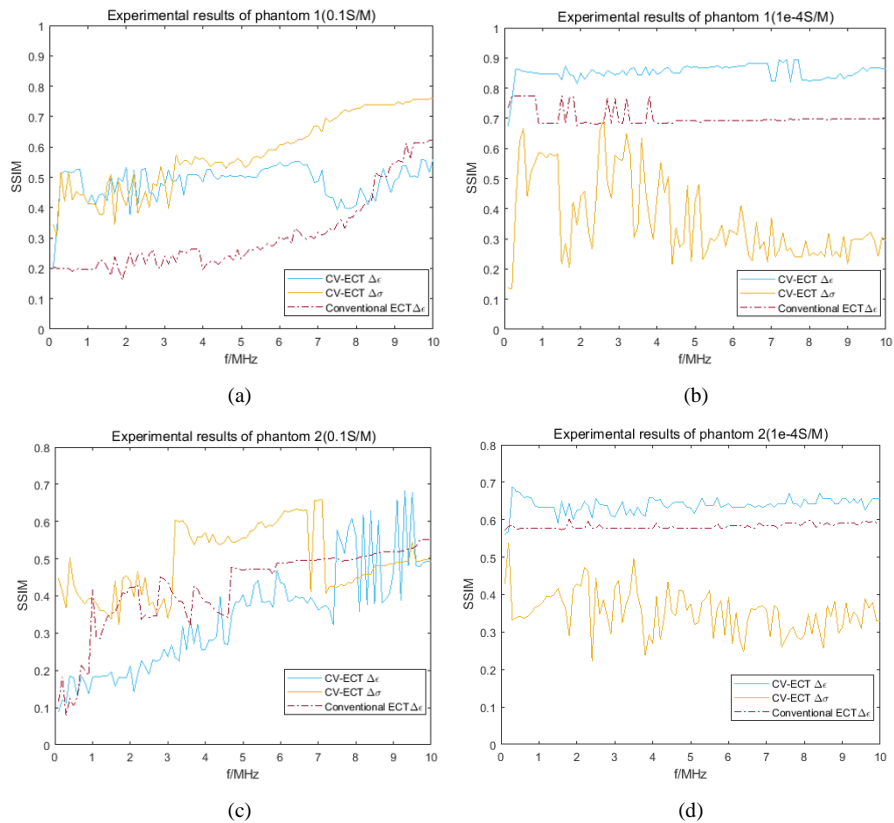 Experimental results of phantom 1(0.1S/M)
1
0.9
0.8
0.7
0.6
0.5
0.4
0.3
0.2
0.1
0
SSIM
CV-ECT Δϵ
CV-ECT Δσ
Conventional ECTΔϵ
0 1 2 3 4 5 6 7 8 9 10
f/MHz
(a)
Experimental results of phantom 1(1e-4S/M)
1
0.9
0.8
0.7
0.6
0.5
0.4
0.3
0.2
0.1
0
SSIM
CV-ECT Δϵ
CV-ECT Δσ
Conventional ECTΔϵ
0 1 2 3 4 5 6 7 8 9 10
f/MHz
(b)
Experimental results of phantom 2(0.1S/M)
0.8
0.7
0.6
0.5
0.4
0.3
0.2
0.1
0
SSIM
CV-ECT Δϵ
CV-ECT Δσ
Conventional ECTΔϵ
0 1 2 3 4 5 6 7 8 9 10
f/MHz
(c)
Experimental results of phantom 2(1e-4S/M)
0.8
0.7
0.6
0.5
0.4
0.3
0.2
0.1
0
SSIM
CV-ECT Δϵ
CV-ECT Δσ
Conventional ECTΔϵ
0 1 2 3 4 5 6 7 8 9 10
f/MHz
(d)